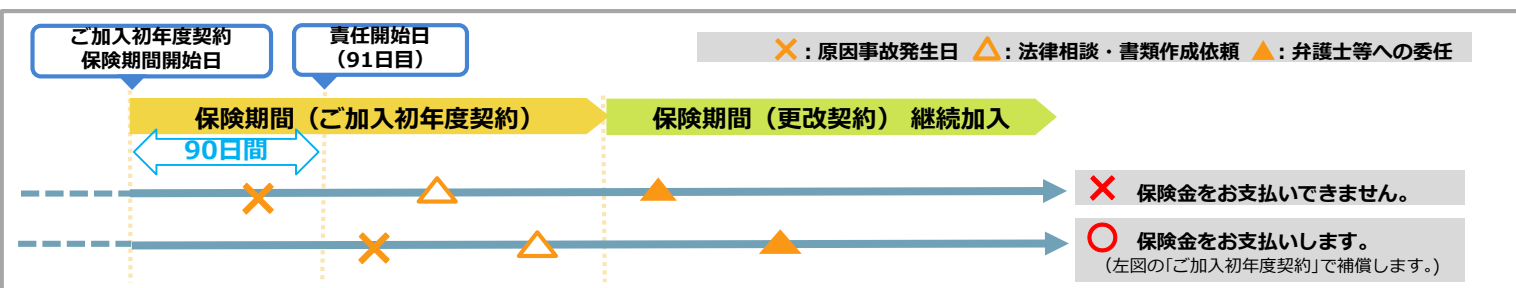 ご加入初年度契約
保険期間開始日
責任開始日
（91日目）
✕：原因事故発生日 △：法律相談・書類作成依頼 ▲：弁護士等への委任
保険期間（ご加入初年度契約）
保険期間（更改契約） 継続加入
90日間
✕ 保険金をお支払いできません。
○ 保険金をお支払いします。
（左図の「ご加入初年度契約」で補償します。)